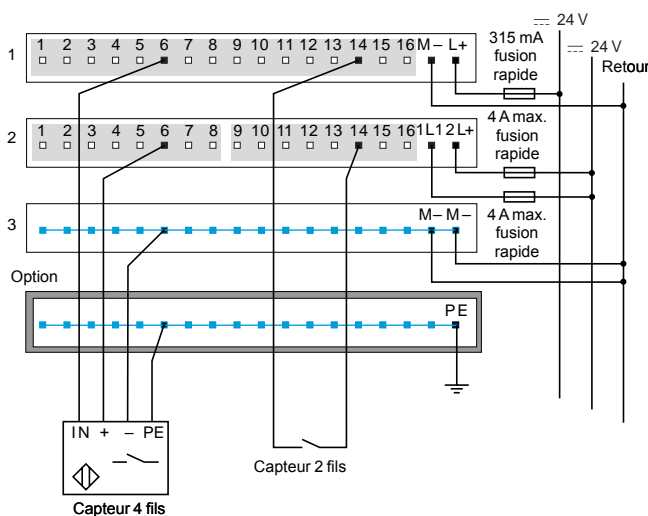 24 V
1 1 2 3 4 5 6 7 8 9 10 11 12 13 14 15 16 M– L+
315 mA
fusion
rapide
24 V
Retour
2 1 2 3 4 5 6 7 8 9 10 11 12 13 14 15 16 1L1 2L+
4 A max.
fusion
rapide
3 M– M–
4 A max.
fusion
rapide
Option
PE
IN + – PE
Capteur 2 fils
Capteur 4 fils